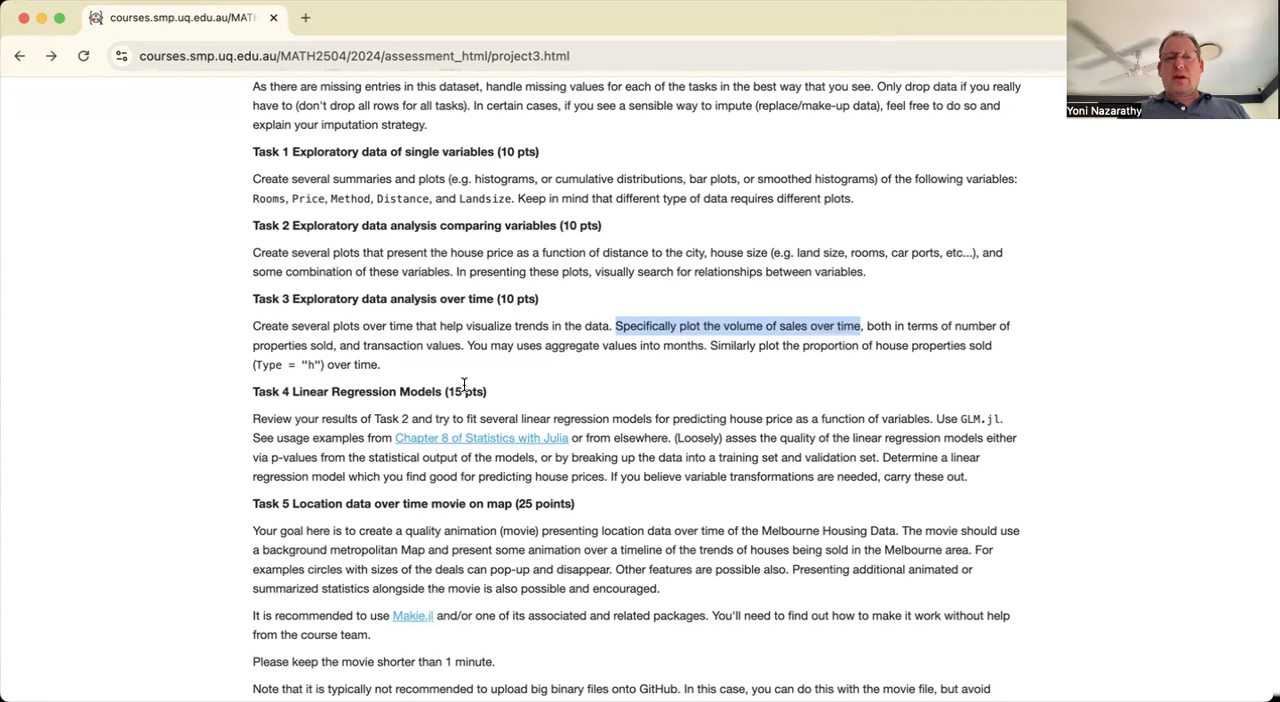 courses.smp.uq.edu.au/MATH
courses.smp.uq.edu.au/MATH2504/2024/assessment_html/project3.html
Yoni Nazarathy
As there are missing entries in this dataset, handle missing values for each of the tasks in the best way that you see. Only drop data if you really
have to (don't drop all rows for all tasks). In certain cases, if you see a sensible way to impute (replace/make-up data), feel free to do so and
explain your imputation strategy.
Task 1 Exploratory data of single variables (10 pts)
Create several summaries and plots (e.g. histograms, or cumulative distributions, bar plots, or smoothed histograms) of the following variables:
Rooms, Price, Method, Distance, and Landsize. Keep in mind that different type of data requires different plots.
Task 2 Exploratory data analysis comparing variables (10 pts)
Create several plots that present the house price as a function of distance to the city, house size (e.g. land size, rooms, car ports, etc...), and
some combination of these variables. In presenting these plots, visually search for relationships between variables.
Task 3 Exploratory data analysis over time (10 pts)
Create several plots over time that help visualize trends in the data. Specifically plot the volume of sales over time, both in terms of number of
properties sold, and transaction values. You may uses aggregate values into months. Similarly plot the proportion of house properties sold
(Type = "h") over time.
Task 4 Linear Regression Models (15 pts)
Review your results of Task 2 and try to fit several linear regression models for predicting house price as a function of variables. Use GLM.jl.
See usage examples from Chapter 8 of Statistics with Julia or from elsewhere. (Loosely) asses the quality of the linear regression models either
via p-values from the statistical output of the models, or by breaking up the data into a training set and validation set. Determine a linear
regression model which you find good for predicting house prices. If you believe variable transformations are needed, carry these out.
Task 5 Location data over time movie on map (25 points)
Your goal here is to create a quality animation (movie) presenting location data over time of the Melbourne Housing Data. The movie should use
a background metropolitan Map and present some animation over a timeline of the trends of houses being sold in the Melbourne area. For
examples circles with sizes of the deals can pop-up and disappear. Other features are possible also. Presenting additional animated or
summarized statistics alongside the movie is also possible and encouraged.
It is recommended to use Makie.jl and/or one of its associated and related packages. You'll need to find out how to make it work without help
from the course team.
Please keep the movie shorter than 1 minute.
Note that it is typically not recommended to upload big binary files onto GitHub. In this case, you can do this with the movie file, but avoid